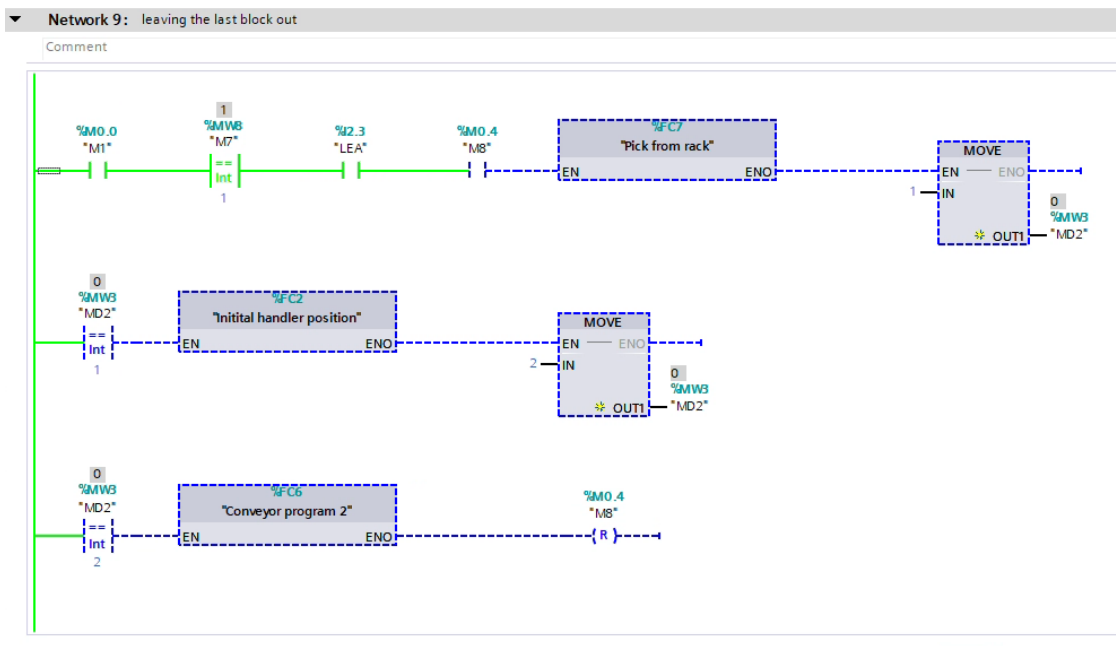 Network 9: leaving the last block out
Comment
1
%M0.0 %MW8 %I2.3 %M0.4 %FC7
"M1" "M7" "LEA" "M8" "Pick from rack" MOVE
== EN ENO EN ENO
Int 1 IN
1 0
%MW3
OUT1 "MD2"
0
%MW3 %FC2
"MD2" "Initital handler position" MOVE
== EN ENO EN ENO
Int 2 IN
1 0
%MW3
OUT1 "MD2"
0
%MW3 %FC6 %M0.4
"MD2" "Conveyor program 2" "M8"
== EN ENO R
Int
2